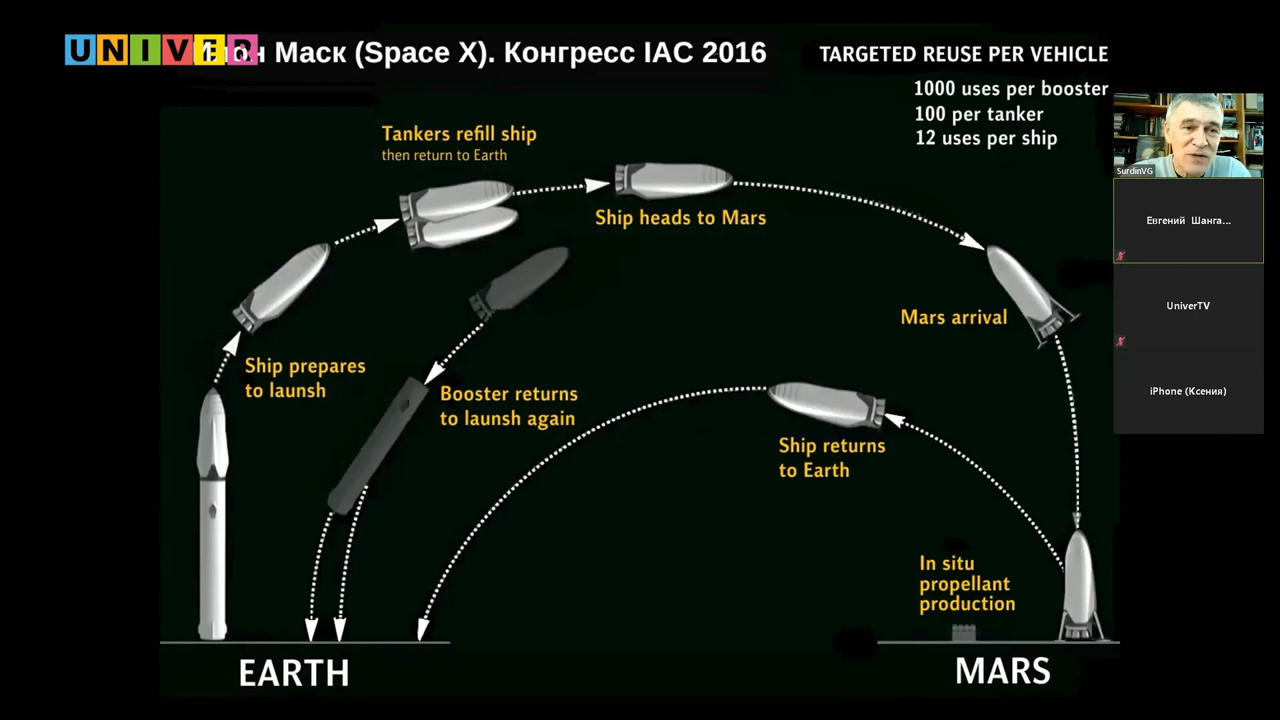 UNIVER
Маск (Space X). Конгресс IAC 2016
TARGETED REUSE PER VEHICLE
1000 uses per booster
100 per tanker
12 uses per ship
Tankers refill ship
then return to Earth
Ship heads to Mars
Mars arrival
Ship prepares
to launsh
Booster returns
to launsh again
Ship returns
to Earth
In situ
propellant
production
EARTH
MARS
SurdinVG
Евгений Шанга...
UniverTV
iPhone (Ксения)